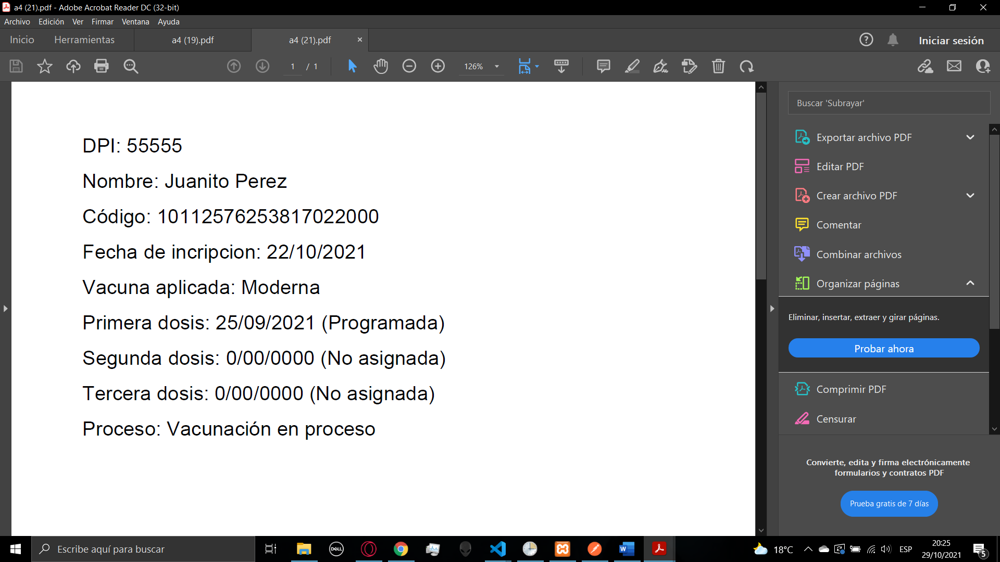 a4 (21).pdf - Adobe Acrobat Reader DC (32-bit)
Archivo Edición Ver Firmar Ventana Ayuda
Inicio Herramientas a4 (19).pdf a4 (21).pdf Iniciar sesión
1 / 1 126%
DPI: 55555
Nombre: Juanito Perez
Código: 10112576253817022000
Fecha de incripcion: 22/10/2021
Vacuna aplicada: Moderna
Primera dosis: 25/09/2021 (Programada)
Segunda dosis: 0/00/0000 (No asignada)
Tercera dosis: 0/00/0000 (No asignada)
Proceso: Vacunación en proceso
Buscar 'Subrayar'
Exportar archivo PDF
Editar PDF
Crear archivo PDF
Comentar
Combinar archivos
Organizar páginas
Eliminar, insertar, extraer y girar páginas.
Probar ahora
Comprimir PDF
Censurar
Convierte, edita y firma electrónicamente
formularios y contratos PDF
Prueba gratis de 7 días
Escribe aquí para buscar
DELL
18°C
ESP
20:25
29/10/2021
5